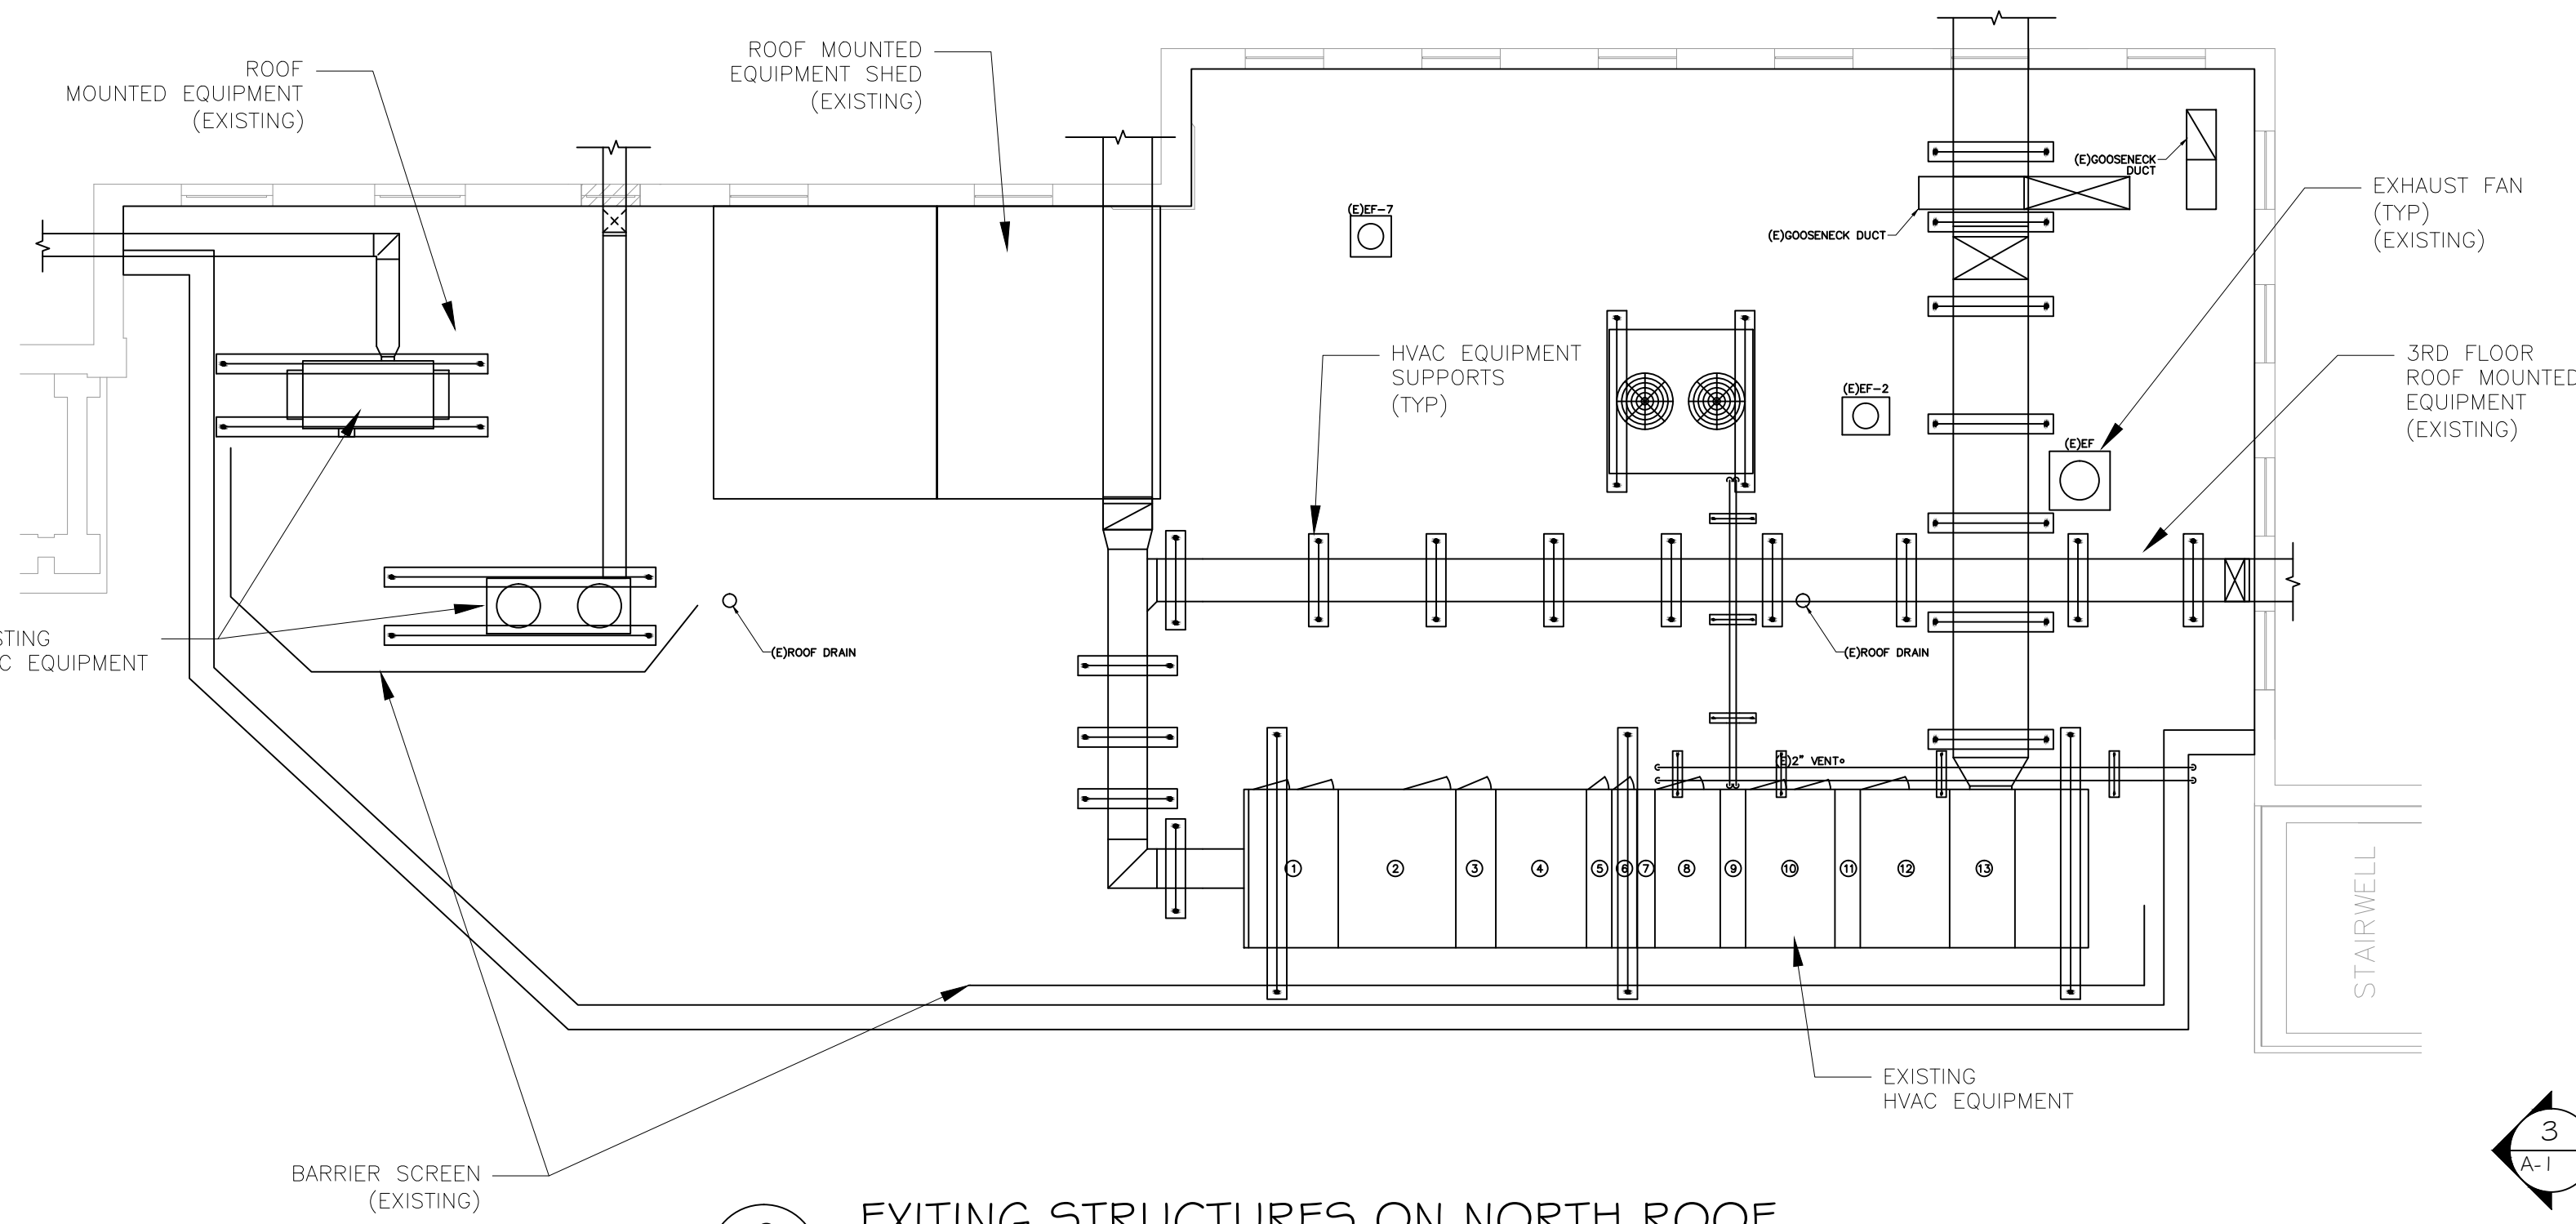 ROOF
MOUNTED EQUIPMENT
(EXISTING)
ROOF MOUNTED
EQUIPMENT SHED
(EXISTING)
(E)EF-7
(E)GOOSENECK
DUCT
(E)GOOSENECK DUCT
EXHAUST FAN
(TYP)
(EXISTING)
HVAC EQUIPMENT
SUPPORTS
(TYP)
(E)EF-2
(E)EF
3RD FLOOR
ROOF MOUNTED
EQUIPMENT
(EXISTING)
STING
C EQUIPMENT
(E)ROOF DRAIN
(E)ROOF DRAIN
(E)2" VENT
1 2 3 4 5 6 7 8 9 10 11 12 13
STAIRWELL
EXISTING
HVAC EQUIPMENT
BARRIER SCREEN
(EXISTING)
3
A-1
EXITING STRUCTURES ON NORTH ROOF